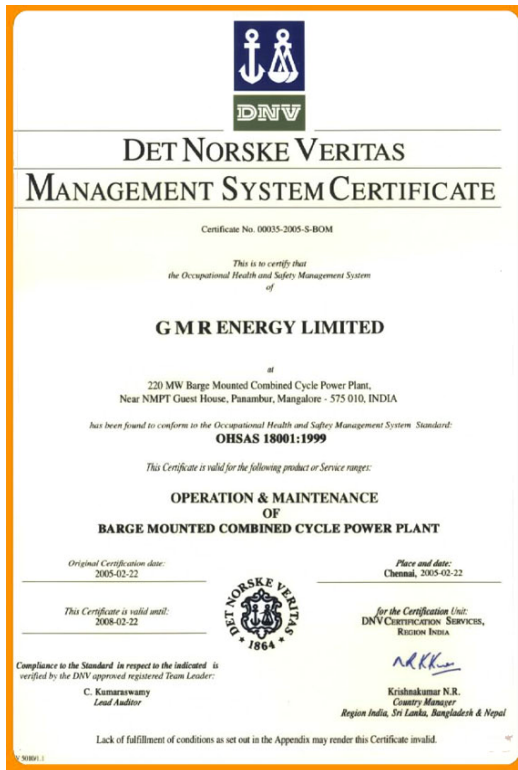 DNV
DET NORSKE VERITAS
MANAGEMENT SYSTEM CERTIFICATE
Certificate No. 00035-2005-S-BOM
This is to certify that
the Occupational Health and Safety Management System
of
G M R ENERGY LIMITED
at
220 MW Barge Mounted Combined Cycle Power Plant,
Near NMPT Guest House, Panambur, Mangalore - 575 010, INDIA
has been found to conform to the Occupational Health and Saftey Management System Standard:
OHSAS 18001:1999
This Certificate is valid for the following product or Service ranges:
OPERATION & MAINTENANCE
OF
BARGE MOUNTED COMBINED CYCLE POWER PLANT
Original Certification date:
2005-02-22
Place and date:
Chennai, 2005-02-22
This Certificate is valid until:
2008-02-22
DET NORSKE VERITAS
1864
for the Certification Unit:
DNV CERTIFICATION SERVICES,
REGION INDIA
Compliance to the Standard in respect to the indicated is
verified by the DNV approved registered Team Leader:
C. Kumaraswamy
Lead Auditor
Krishnakumar N.R.
Country Manager
Region India, Sri Lanka, Bangladesh & Nepal
Lack of fulfillment of conditions as set out in the Appendix may render this Certificate invalid.